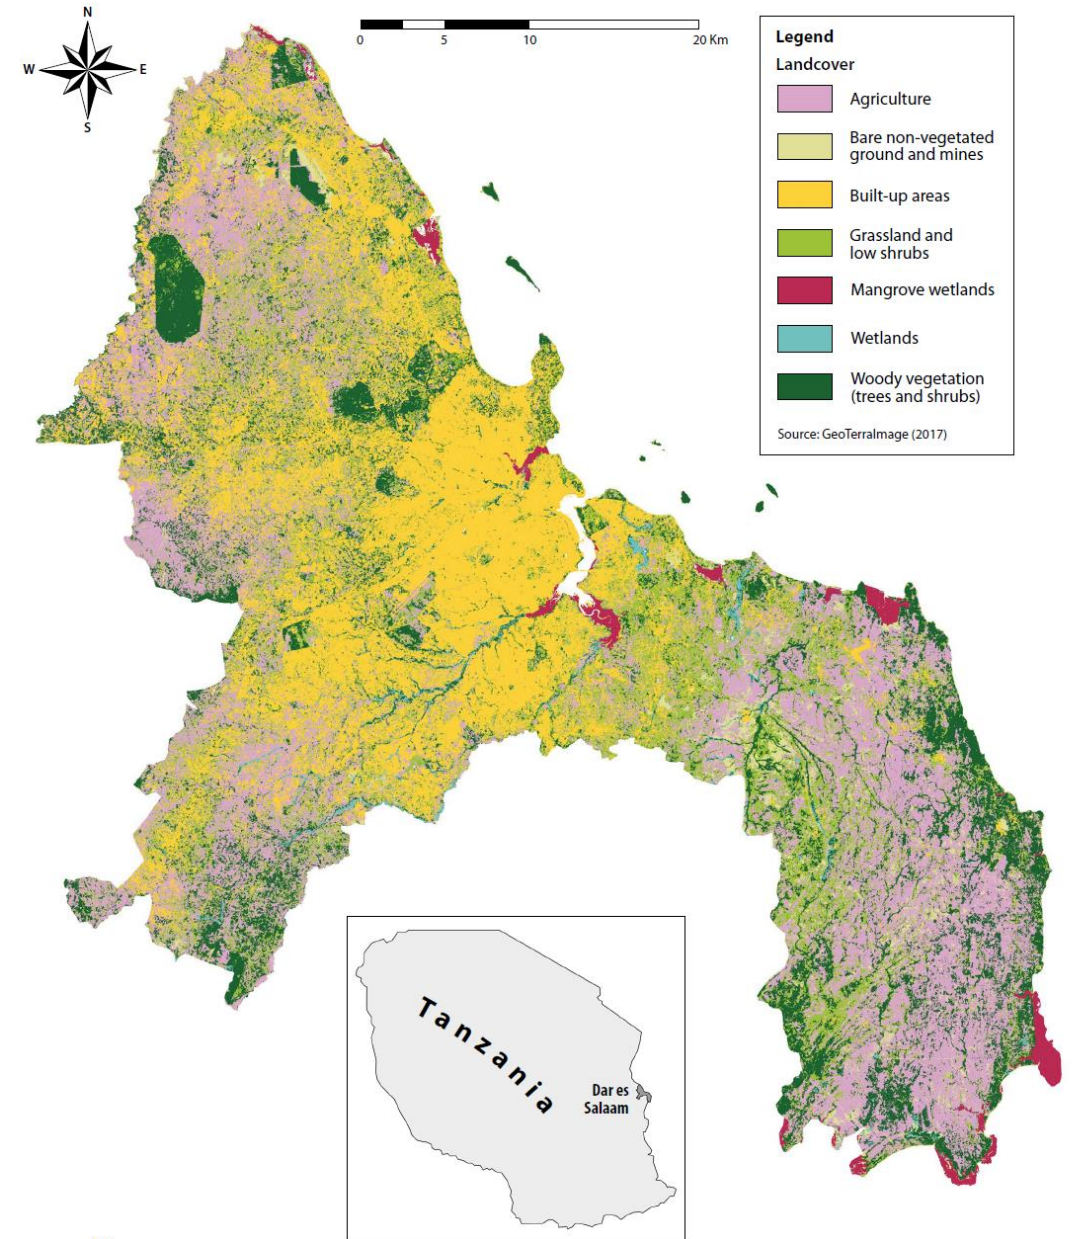 N
W E
S
0 5 10 20 Km
Legend
Landcover
Agriculture
Bare non-vegetated
ground and mines
Built-up areas
Grassland and
low shrubs
Mangrove wetlands
Wetlands
Woody vegetation
(trees and shrubs)
Source: GeoTerraImage (2017)
Tanzania
Dar es
Salaam